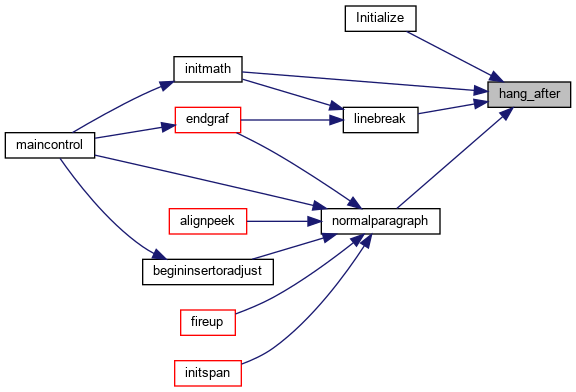 Initialize
initmath
hang_after
endgraf
linebreak
maincontrol
alignpeek
normalparagraph
begininsertoradjust
fireup
initspan